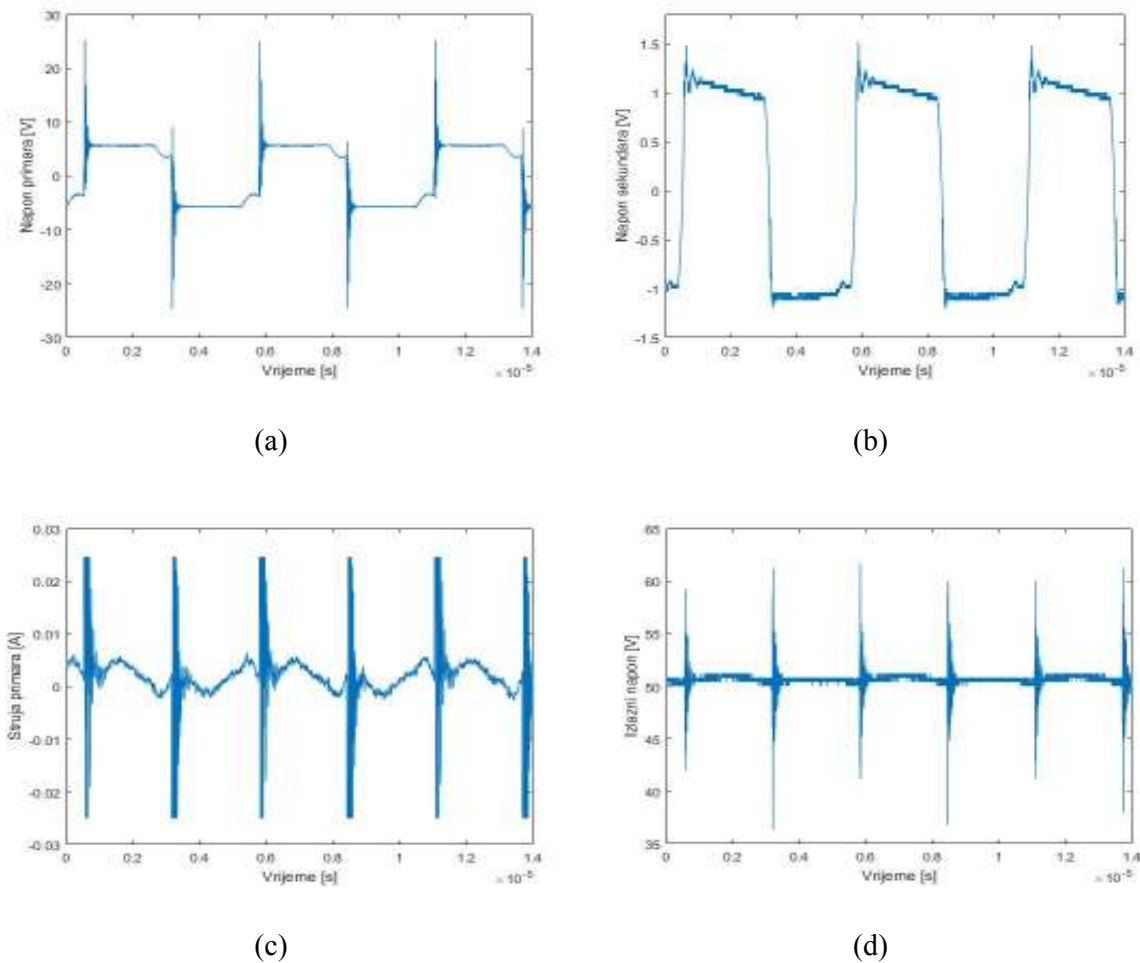 Napon primara [V]
30
20
10
0
-10
-20
-30
0 0.2 0.4 0.6 0.8 1 1.2 1.4
Vrijeme [s]
× 10⁻⁵
(a)
Napon sekundara [V]
1.5
1
0.5
0
-0.5
-1
-1.5
0 0.2 0.4 0.6 0.8 1 1.2 1.4
Vrijeme [s]
× 10⁻⁵
(b)
Struja primara [A]
0.03
0.02
0.01
0
-0.01
-0.02
-0.03
0 0.2 0.4 0.6 0.8 1 1.2 1.4
Vrijeme [s]
× 10⁻⁵
(c)
Izlazni napon [V]
65
60
55
50
45
40
35
0 0.2 0.4 0.6 0.8 1 1.2 1.4
Vrijeme [s]
× 10⁻⁵
(d)